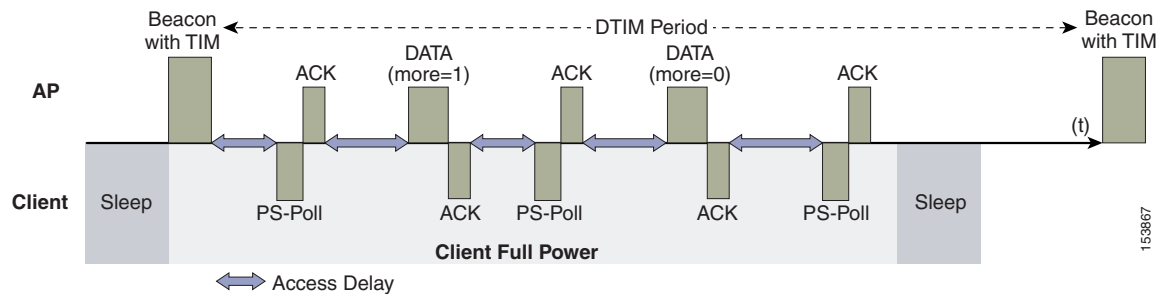 Beacon
with TIM
DTIM Period
Beacon
with TIM
ACK
DATA
(more=1)
ACK
DATA
(more=0)
ACK
AP
(t)
Client
Sleep
PS-Poll
ACK
PS-Poll
ACK
PS-Poll
Sleep
Client Full Power
Access Delay
153867